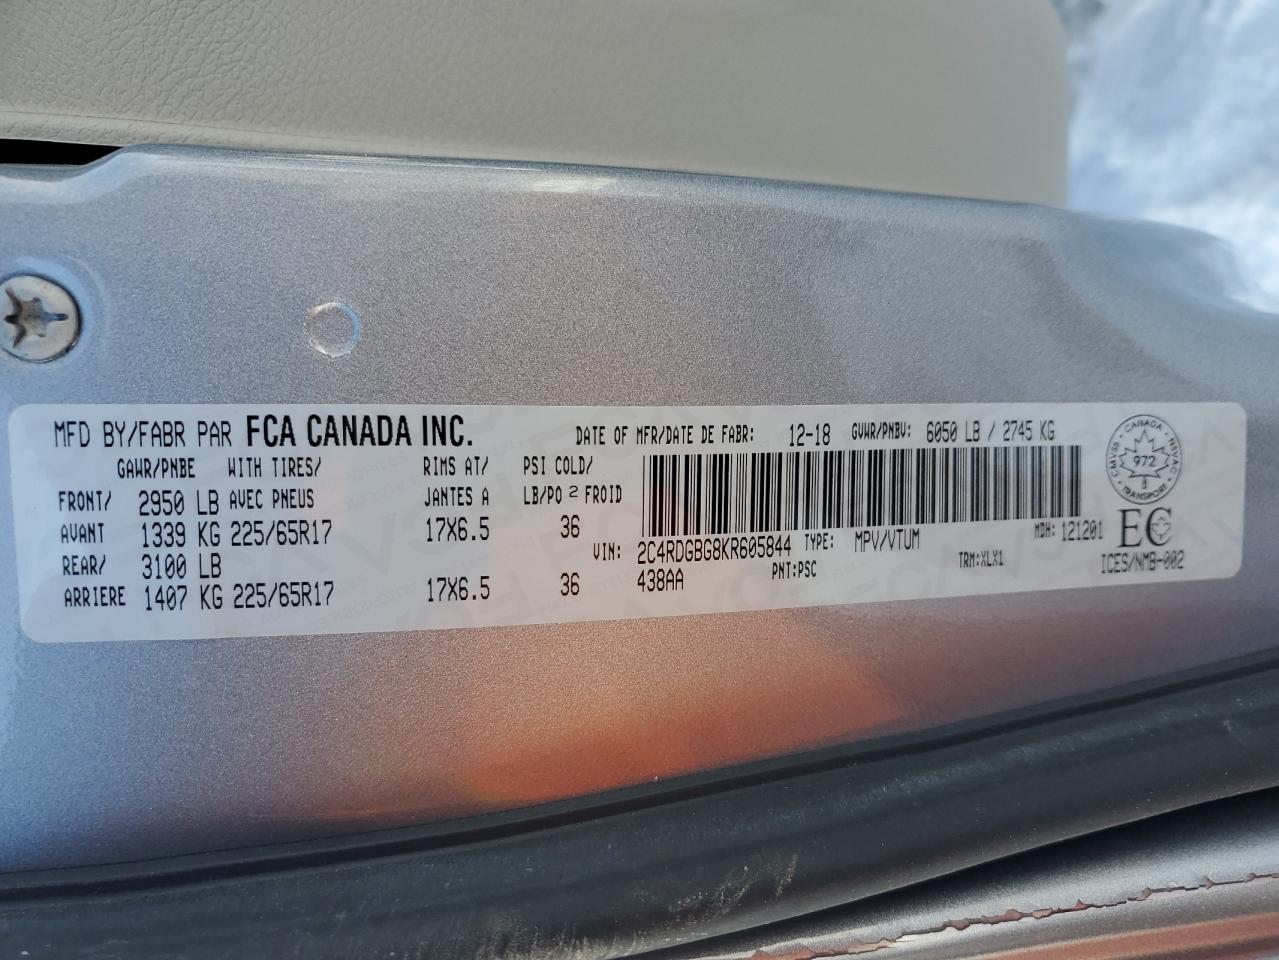 MFD BY/FABR PAR FCA CANADA INC. DATE OF MFR/DATE DE FABR: 12-18 GVWR/PNBV: 6050 LB / 2745 KG
GAWR/PNBE WITH TIRES/ RIMS AT/ PSI COLD/
FRONT/ 2950 LB AVEC PNEUS JANTES A LB/PO 2 FROID
AVANT 1339 KG 225/65R17 17X6.5 36
VIN: 2C4RDGBG8KR605844 TYPE: MPV/VTUM MDH: 121201
REAR/ 3100 LB
ARRIERE 1407 KG 225/65R17 17X6.5 36 438AA PNT:PSC TRM:XLX1
CANADA
CMVSS NSVAC
972
8
TRANSPORT
EC
ICES/NMB-002